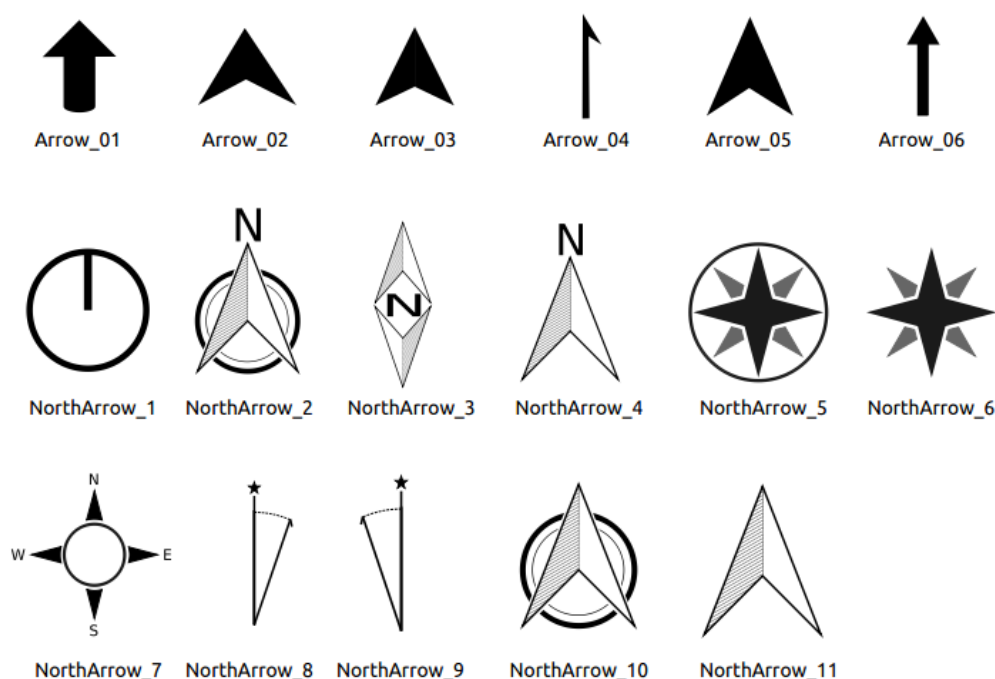 Arrow_01 Arrow_02 Arrow_03 Arrow_04 Arrow_05 Arrow_06
N N
N
NorthArrow_1 NorthArrow_2 NorthArrow_3 NorthArrow_4 NorthArrow_5 NorthArrow_6
N
W E
S
NorthArrow_7 NorthArrow_8 NorthArrow_9 NorthArrow_10 NorthArrow_11